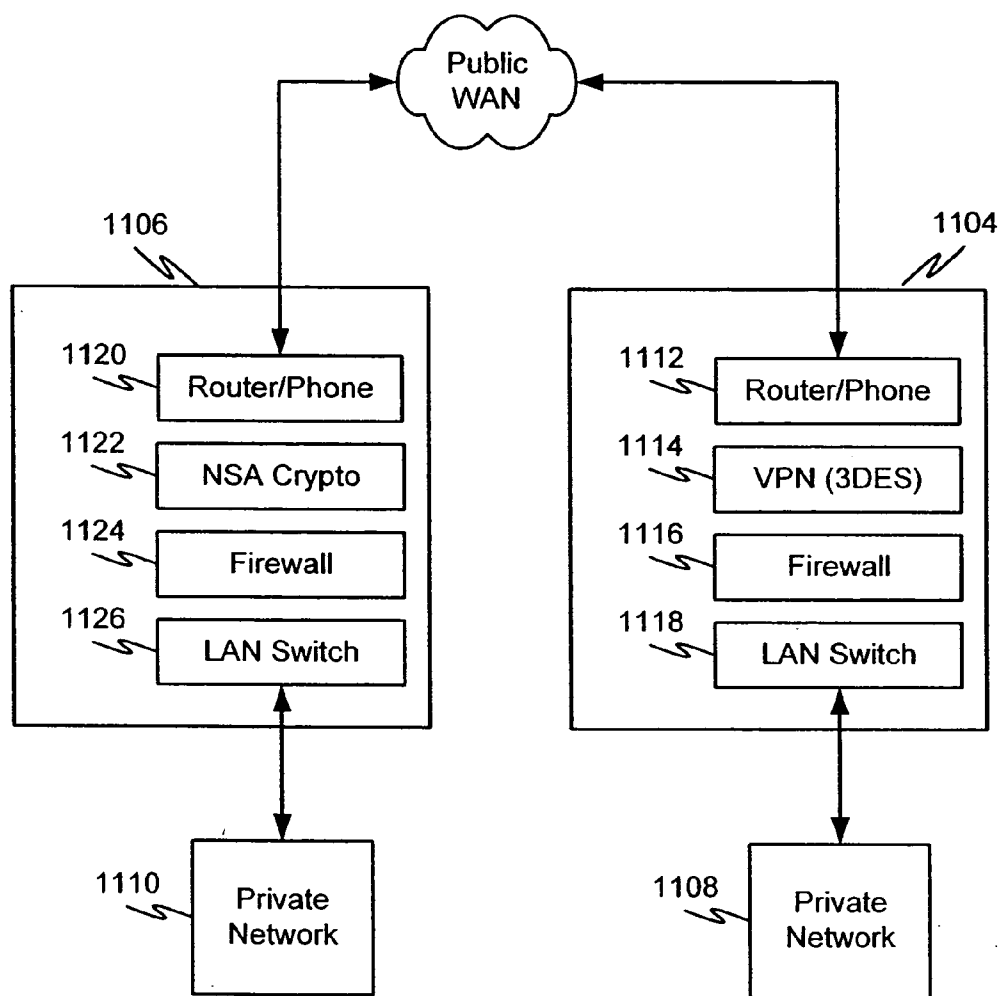 Public
WAN
1106
1104
1120
Router/Phone
1122
NSA Crypto
1124
Firewall
1126
LAN Switch
1112
Router/Phone
1114
VPN (3DES)
1116
Firewall
1118
LAN Switch
1110
Private
Network
1108
Private
Network